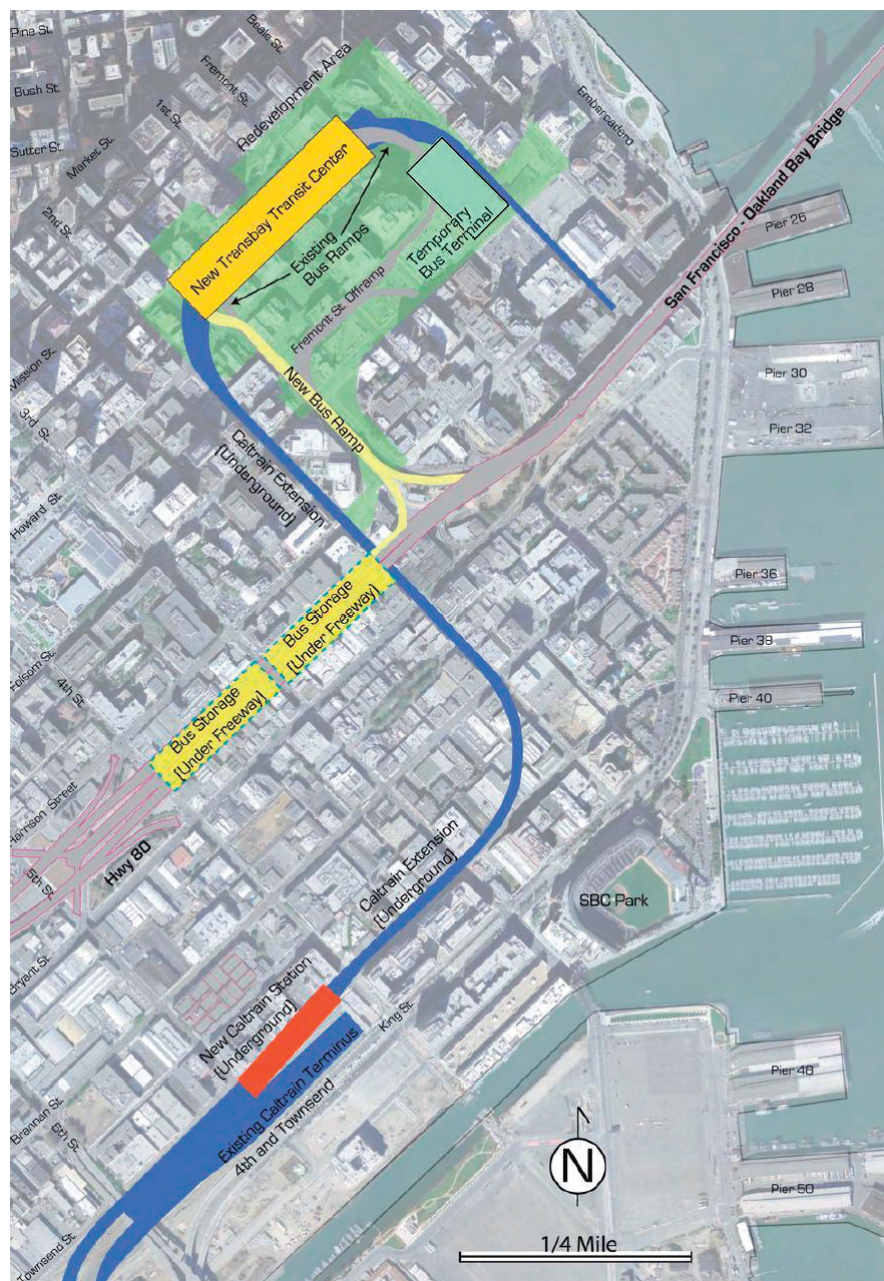 Pine St.
Beale St.
Bush St.
Fremont St.
Redevelopment Area
1st St.
Embarcadero
Sutter St.
Market St.
New Transbay Transit Center
San Francisco - Oakland Bay Bridge
2nd St.
Existing
Bus Ramps
Temporary
Bus Terminal
Pier 26
Pier 28
Fremont St. Offramp
Mission St.
New Bus Ramp
Pier 30
3rd St.
Pier 32
Caltrain Extension
(Underground)
Howard St.
Pier 36
Bus Storage
(Under Freeway)
Folsom St.
4th St.
Pier 39
Bus Storage
(Under Freeway)
Pier 40
Harrison Street
Hwy 80
5th St.
Caltrain Extension
(Underground)
SBC Park
Bryant St.
New Caltrain Station
(Underground)
King St.
Existing Caltrain Terminus
4th and Townsend
Pier 48
Brannan St.
6th St.
N
Pier 50
Townsend St
1/4 Mile